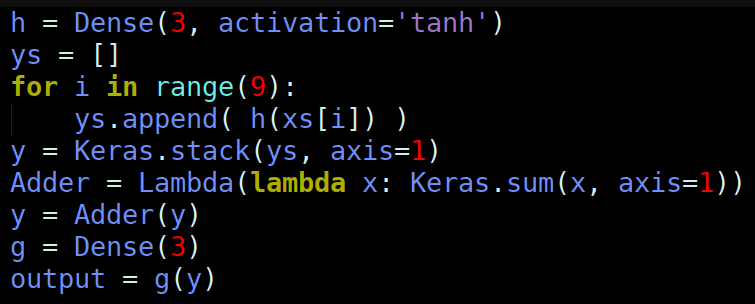 h = Dense(3, activation='tanh')
ys = []
for i in range(9):
    ys.append( h(xs[i]) )
y = Keras.stack(ys, axis=1)
Adder = Lambda(lambda x: Keras.sum(x, axis=1))
y = Adder(y)
g = Dense(3)
output = g(y)